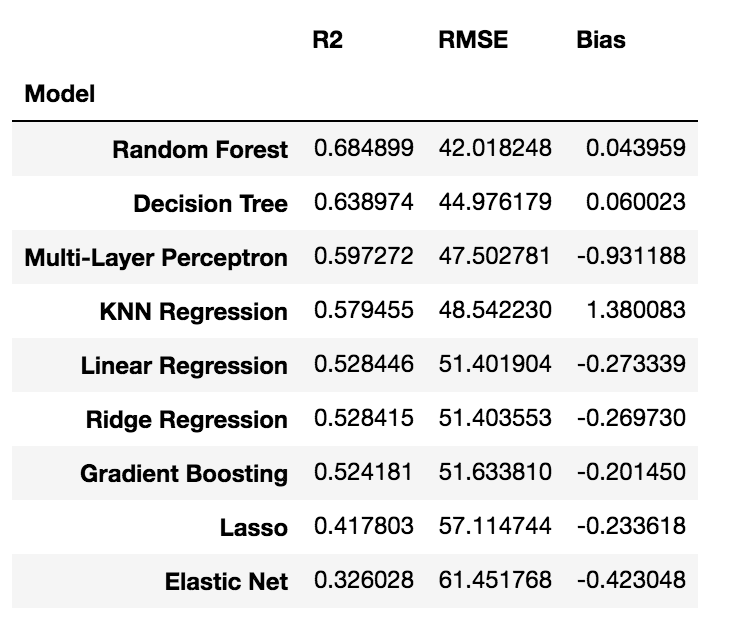 R2 RMSE Bias
Model
Random Forest 0.684899 42.018248 0.043959
Decision Tree 0.638974 44.976179 0.060023
Multi-Layer Perceptron 0.597272 47.502781 -0.931188
KNN Regression 0.579455 48.542230 1.380083
Linear Regression 0.528446 51.401904 -0.273339
Ridge Regression 0.528415 51.403553 -0.269730
Gradient Boosting 0.524181 51.633810 -0.201450
Lasso 0.417803 57.114744 -0.233618
Elastic Net 0.326028 61.451768 -0.423048